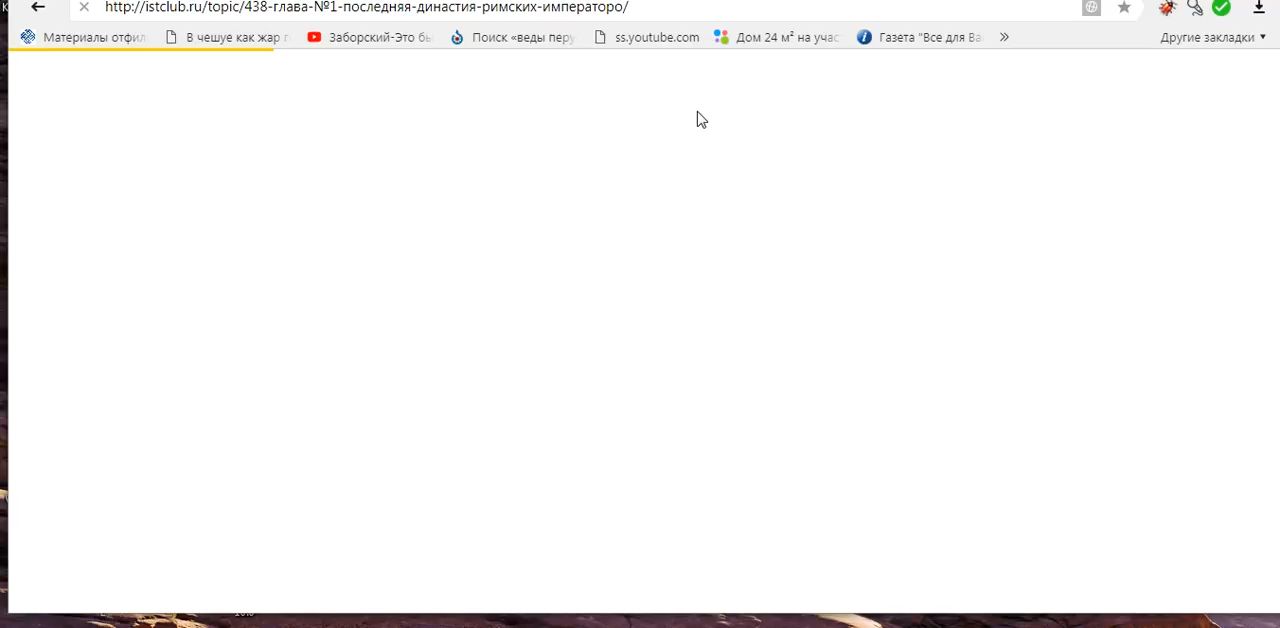 http://istclub.ru/topic/438-глава-№1-последняя-династия-римских-императоро/
Материалы отфил В чешуе как жар г Заборский-Это бы Поиск «веды перу ss.youtube.com Дом 24 м² на учас Газета "Все для Ва » Другие закладки